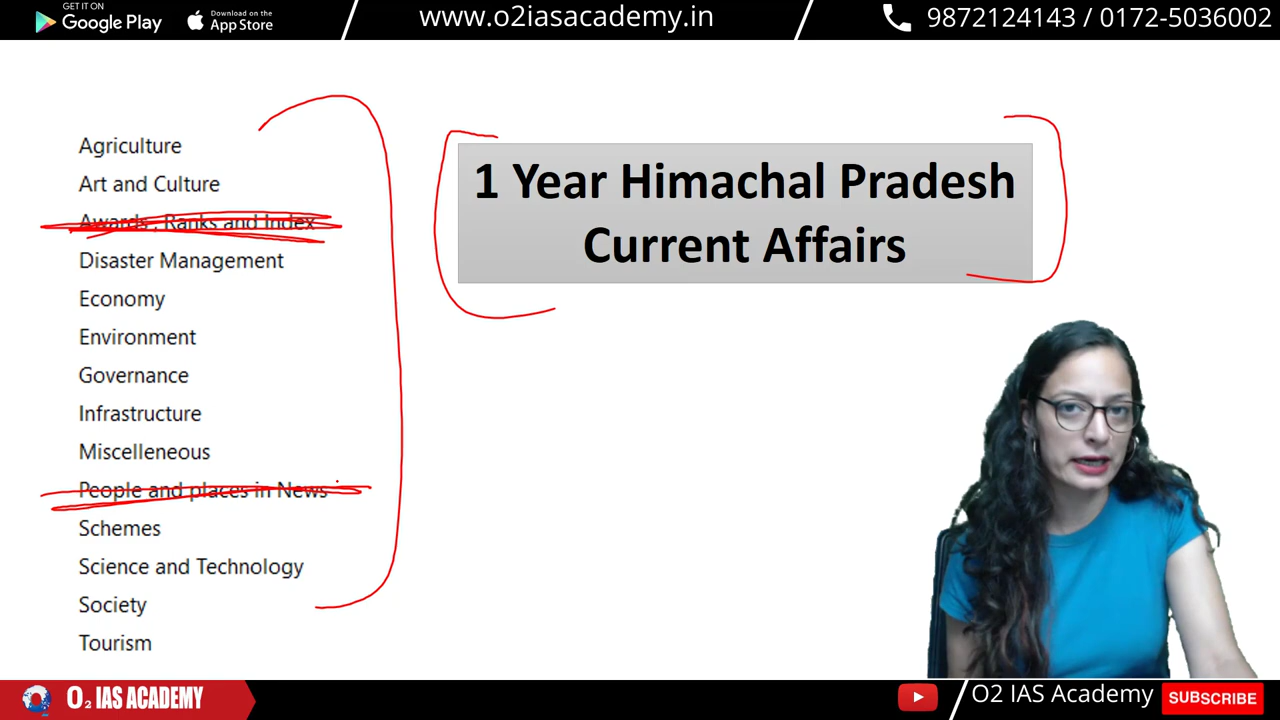 GET IT ON
Google Play
Download on the
App Store
www.o2iasacademy.in
9872124143 / 0172-5036002
Agriculture
Art and Culture
Awards , Ranks and Index
Disaster Management
Economy
Environment
Governance
Infrastructure
Miscelleneous
People and places in News
Schemes
Science and Technology
Society
Tourism
1 Year Himachal Pradesh
Current Affairs
O2 IAS ACADEMY
O2 IAS Academy
SUBSCRIBE